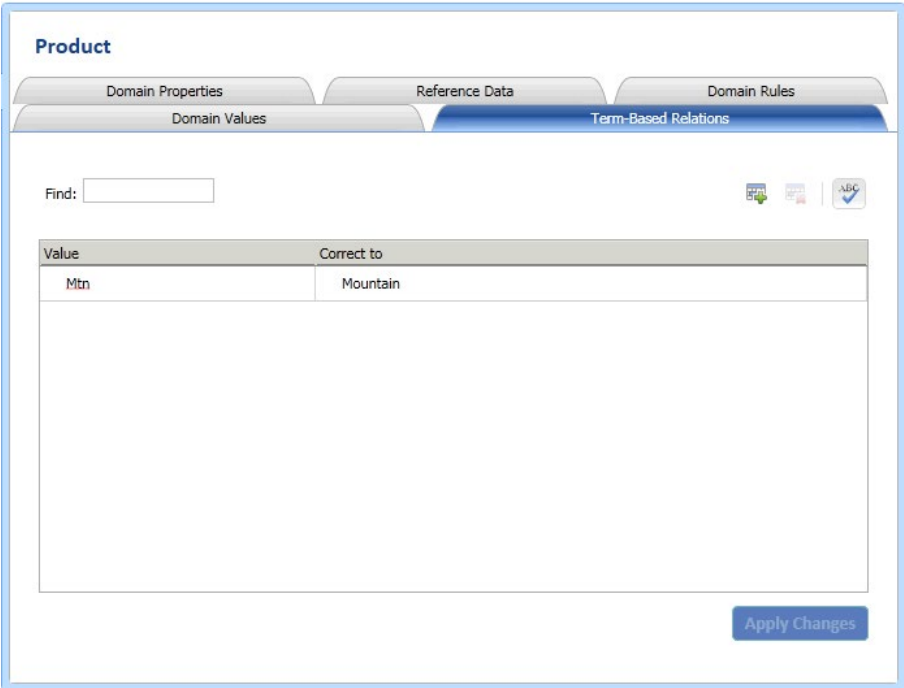 Product
Domain Properties Reference Data Domain Rules
Domain Values Term-Based Relations
Find:
ABC
Value Correct to
Mtn Mountain
Apply Changes